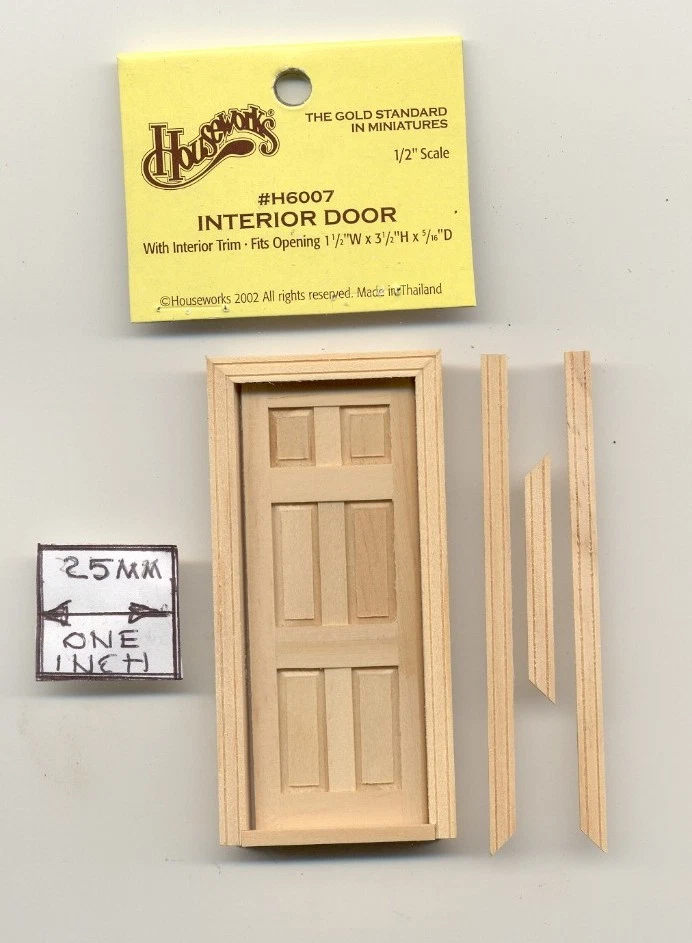 Houseworks®
THE GOLD STANDARD
IN MINIATURES
1/2" Scale
#H6007
INTERIOR DOOR
With Interior Trim · Fits Opening 1 1/2"W x 3 1/2"H x 5/16"D
©Houseworks 2002 All rights reserved. Made in Thailand
25MM
ONE
INCH